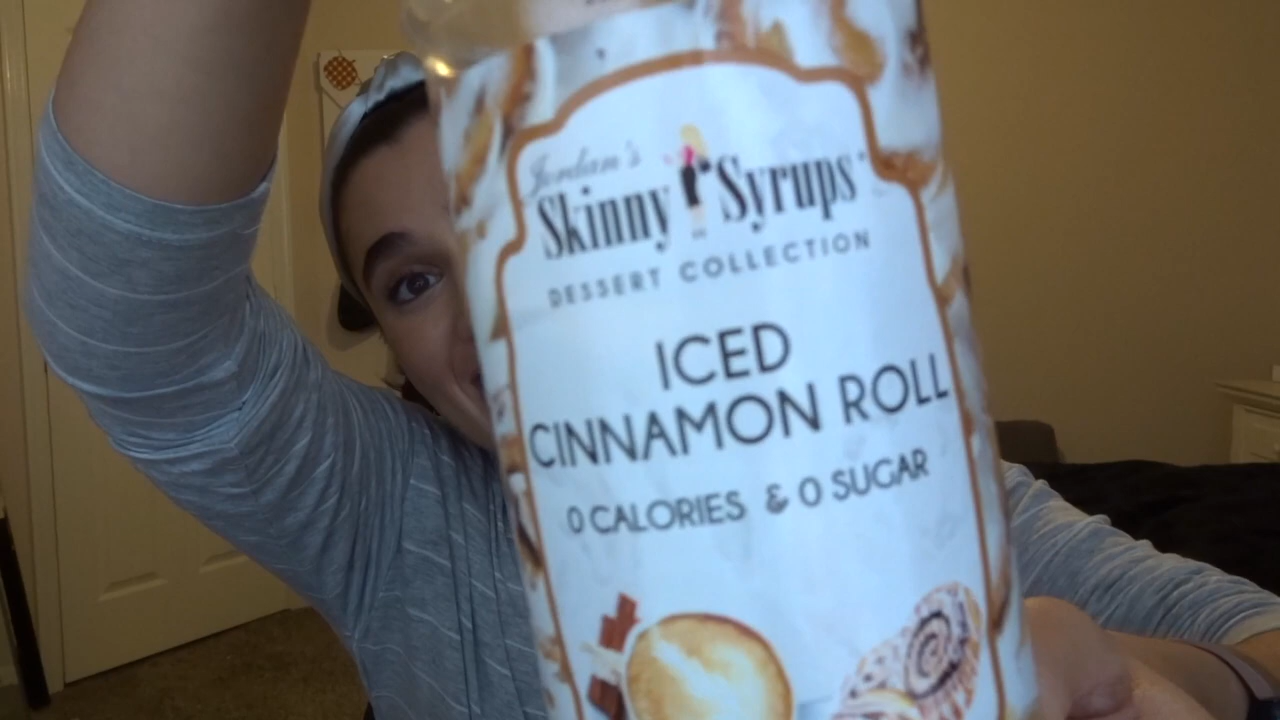 Jordan's
Skinny Syrups
DESSERT COLLECTION
ICED
CINNAMON ROLL
0 CALORIES & 0 SUGAR